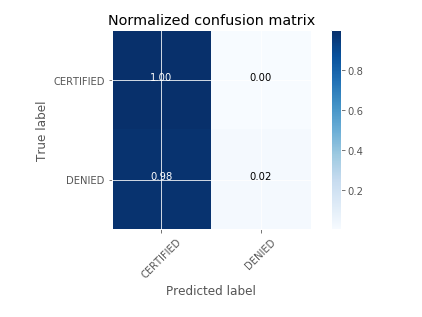 Normalized confusion matrix
True label
CERTIFIED
DENIED
1.00
0.00
0.98
0.02
CERTIFIED
DENIED
Predicted label
0.8
0.6
0.4
0.2